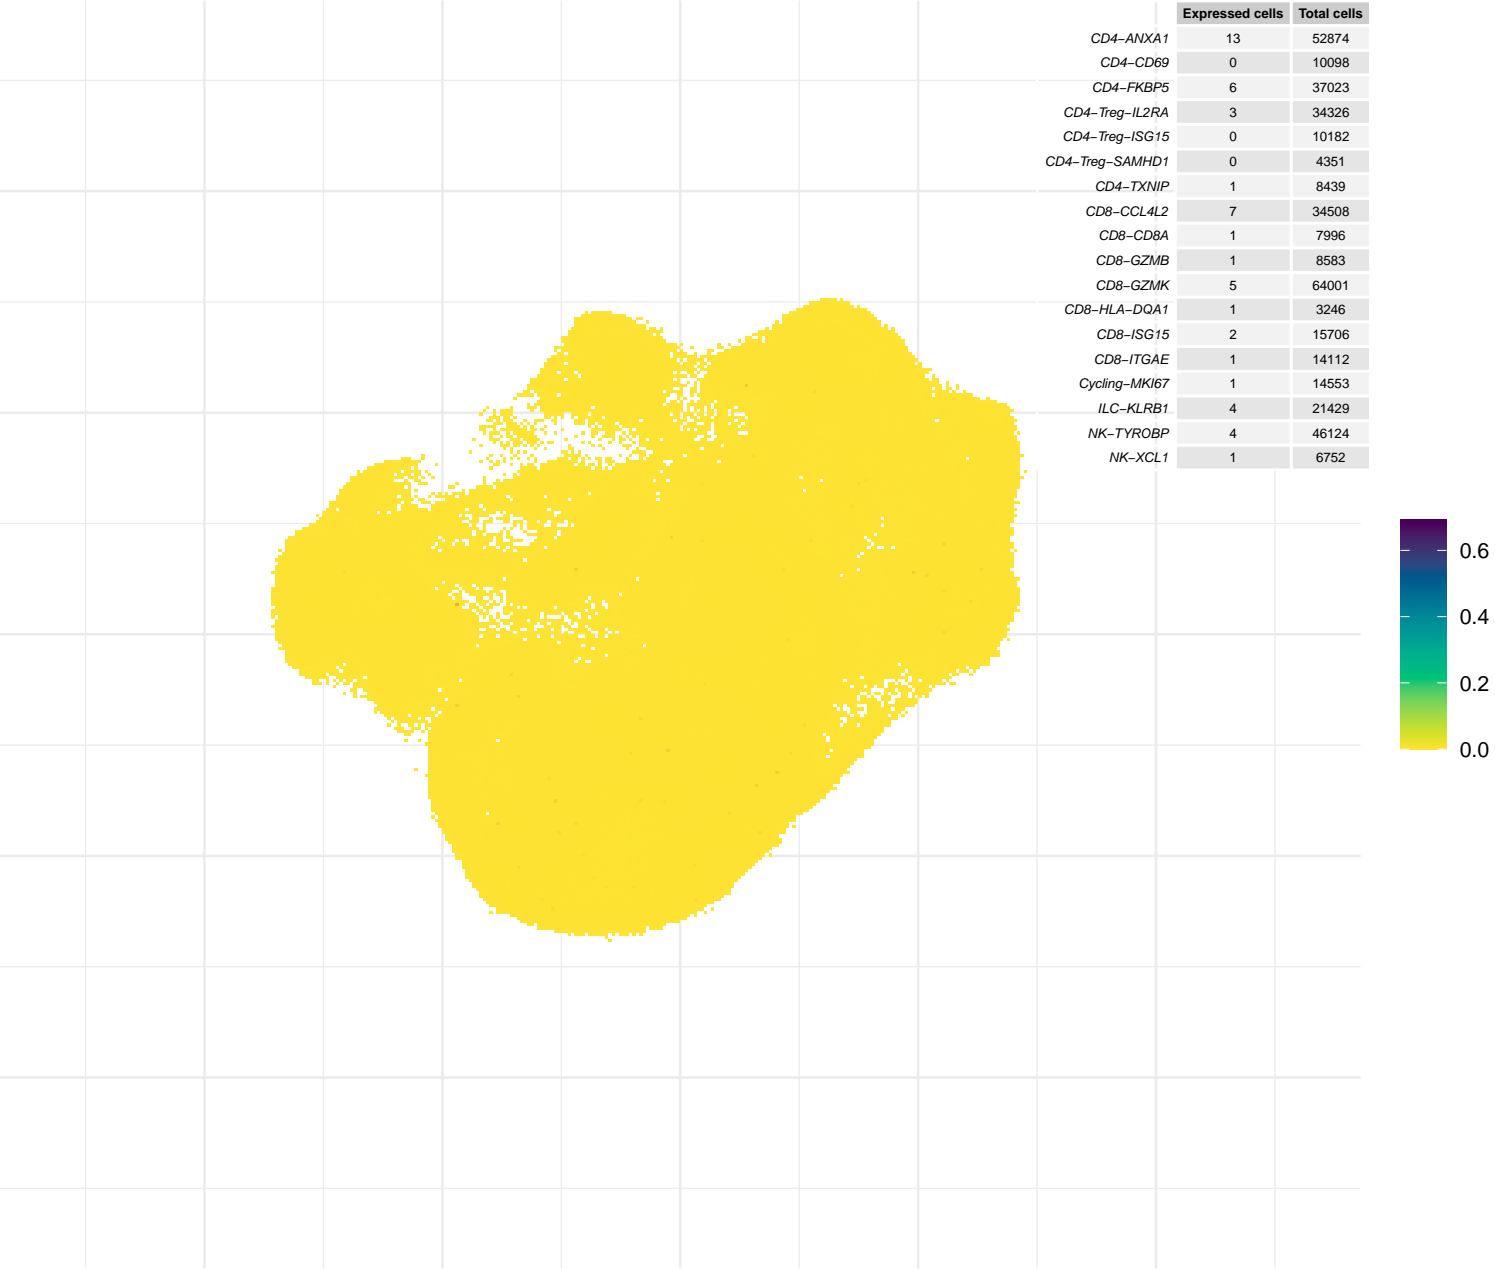 Expressed cells Total cells
CD4−ANXA1 13 52874
CD4−CD69 0 10098
CD4−FKBP5 6 37023
CD4−Treg−IL2RA 3 34326
CD4−Treg−ISG15 0 10182
CD4−Treg−SAMHD1 0 4351
CD4−TXNIP 1 8439
CD8−CCL4L2 7 34508
CD8−CD8A 1 7996
CD8−GZMB 1 8583
CD8−GZMK 5 64001
CD8−HLA−DQA1 1 3246
CD8−ISG15 2 15706
CD8−ITGAE 1 14112
Cycling−MKI67 1 14553
ILC−KLRB1 4 21429
NK−TYROBP 4 46124
NK−XCL1 1 6752
0.6
0.4
0.2
0.0